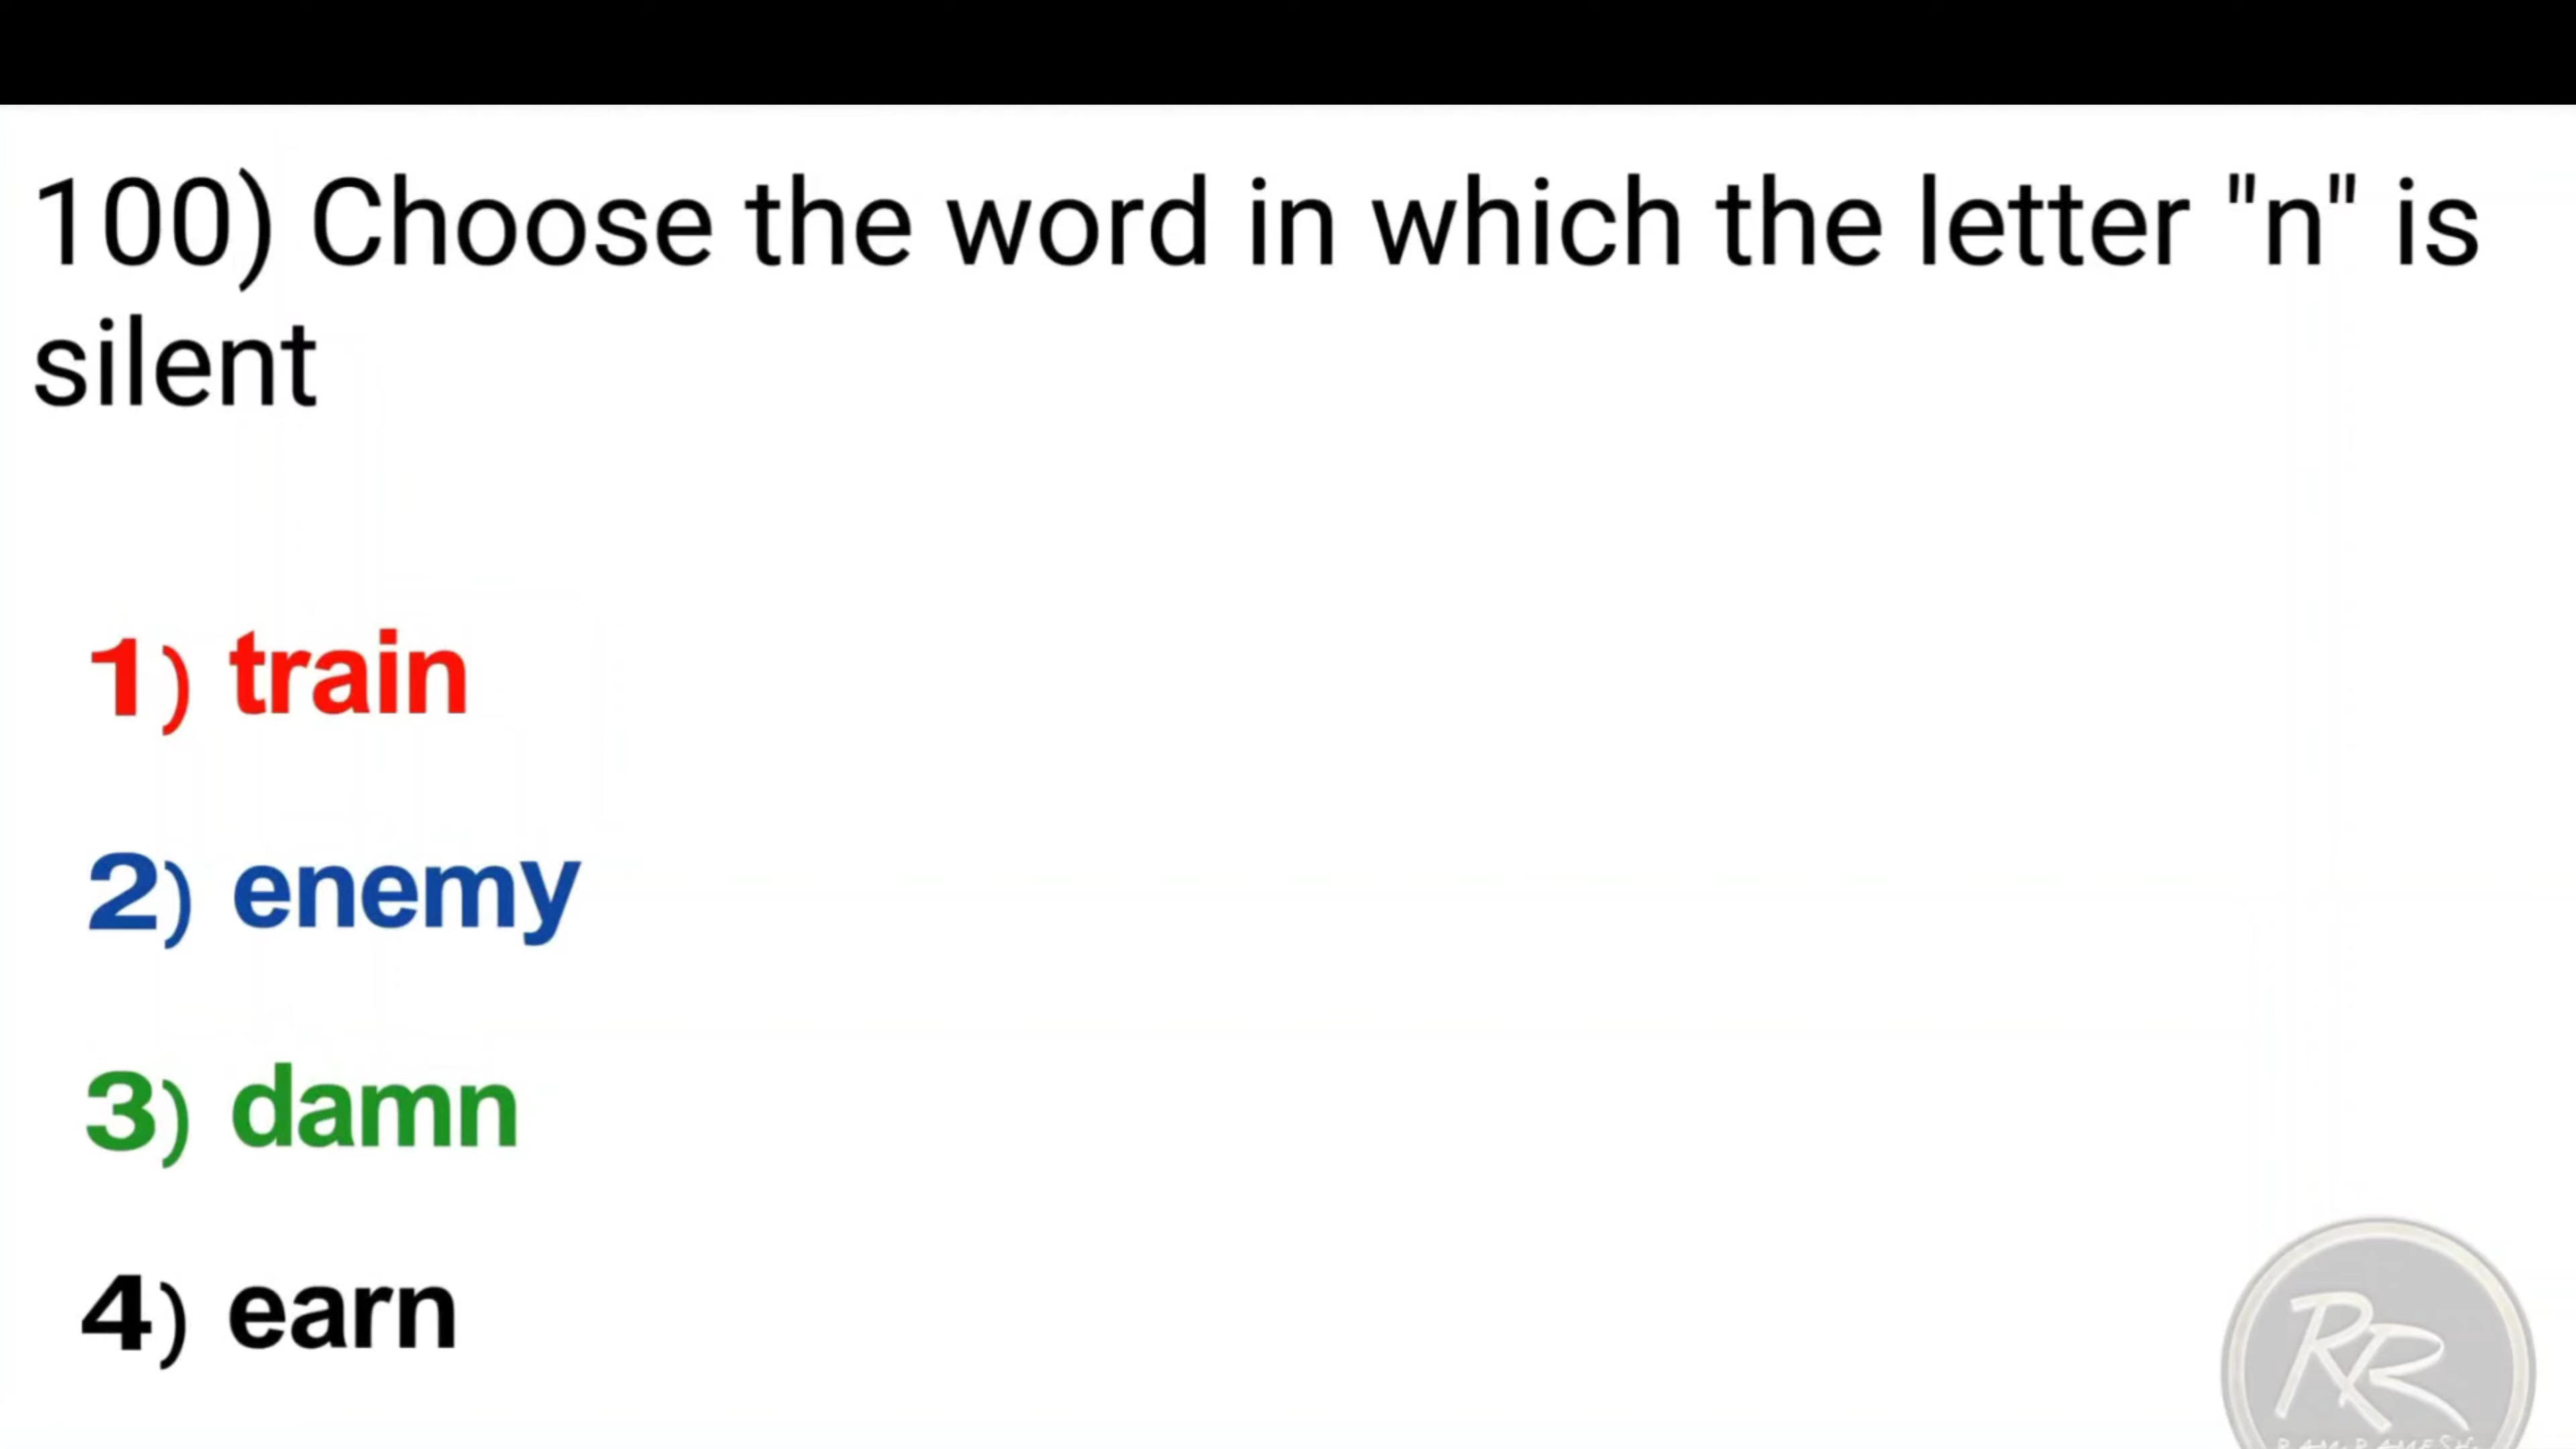 100) Choose the word in which the letter "n" is
silent
1) train
2) enemy
3) damn
4) earn
RR